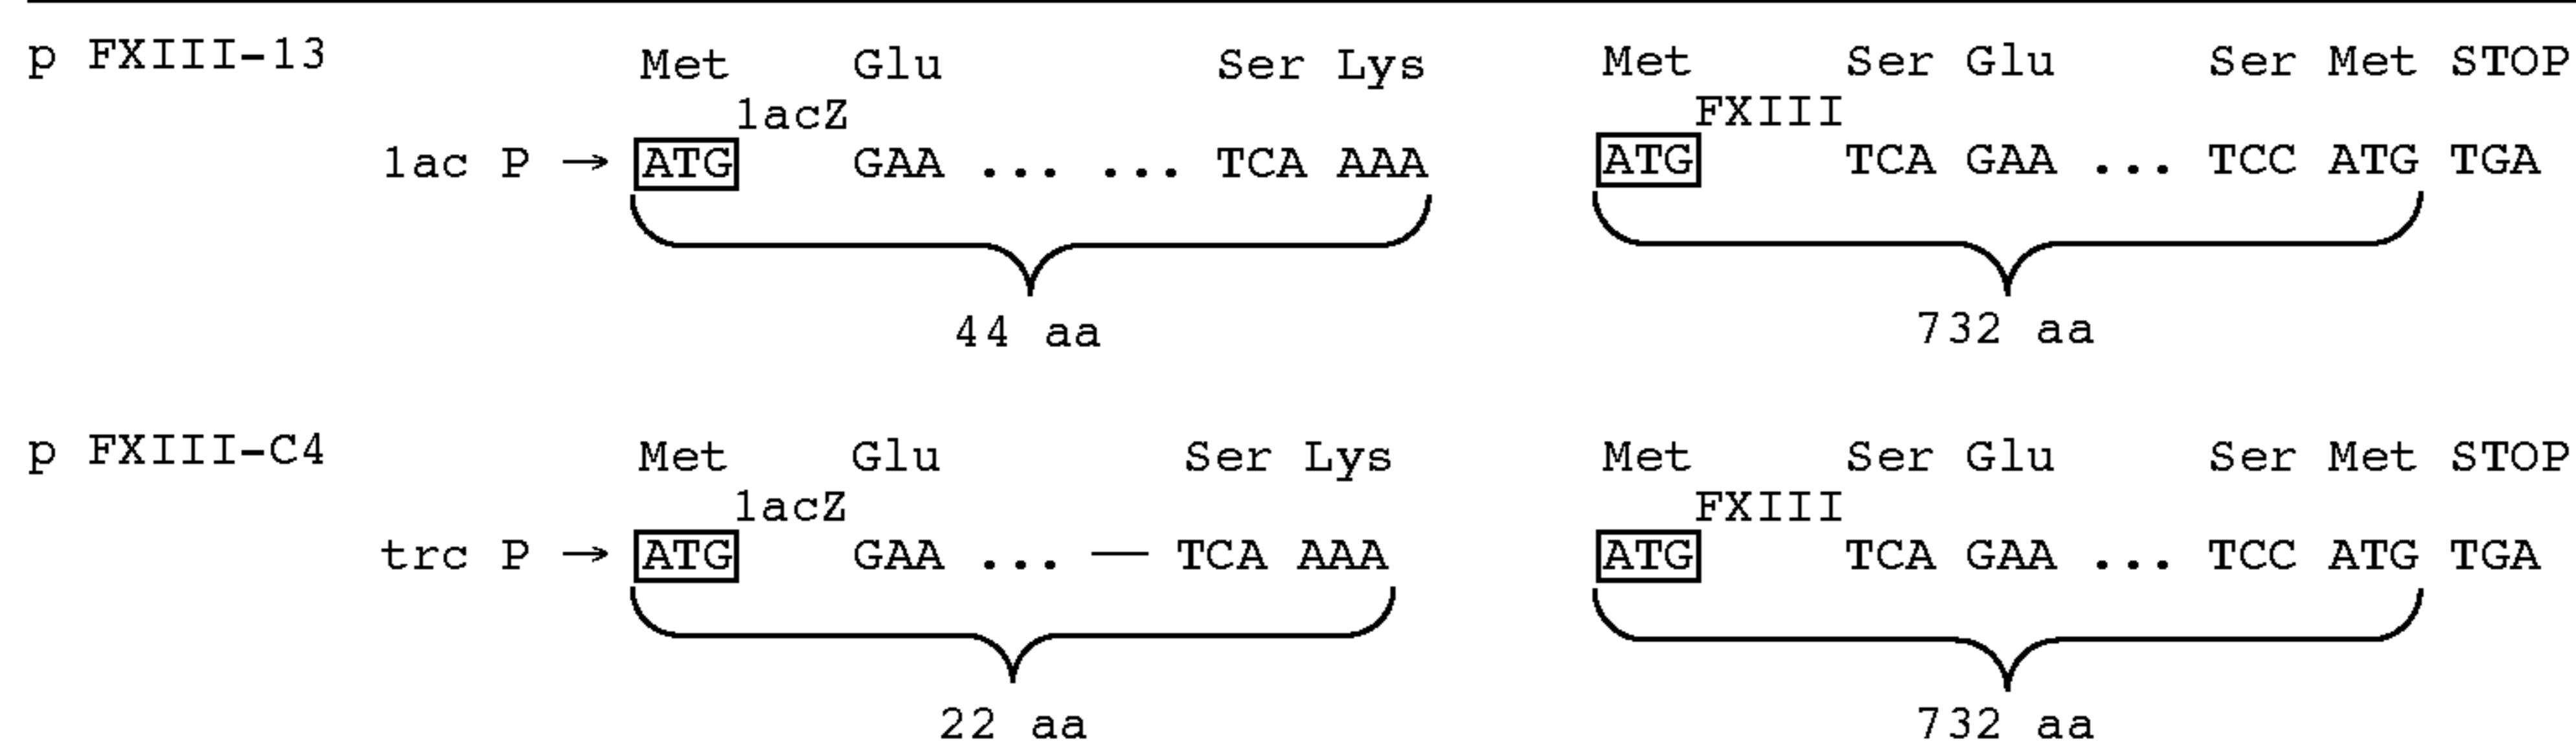 p FXIII-13 Met Glu Ser Lys Met Ser Glu Ser Met STOP
lacZ FXIII
lac P → ATG GAA ... ... TCA AAA ATG TCA GAA ... TCC ATG TGA
44 aa 732 aa
p FXIII-C4 Met Glu Ser Lys Met Ser Glu Ser Met STOP
lacZ FXIII
trc P → ATG GAA ... — TCA AAA ATG TCA GAA ... TCC ATG TGA
22 aa 732 aa